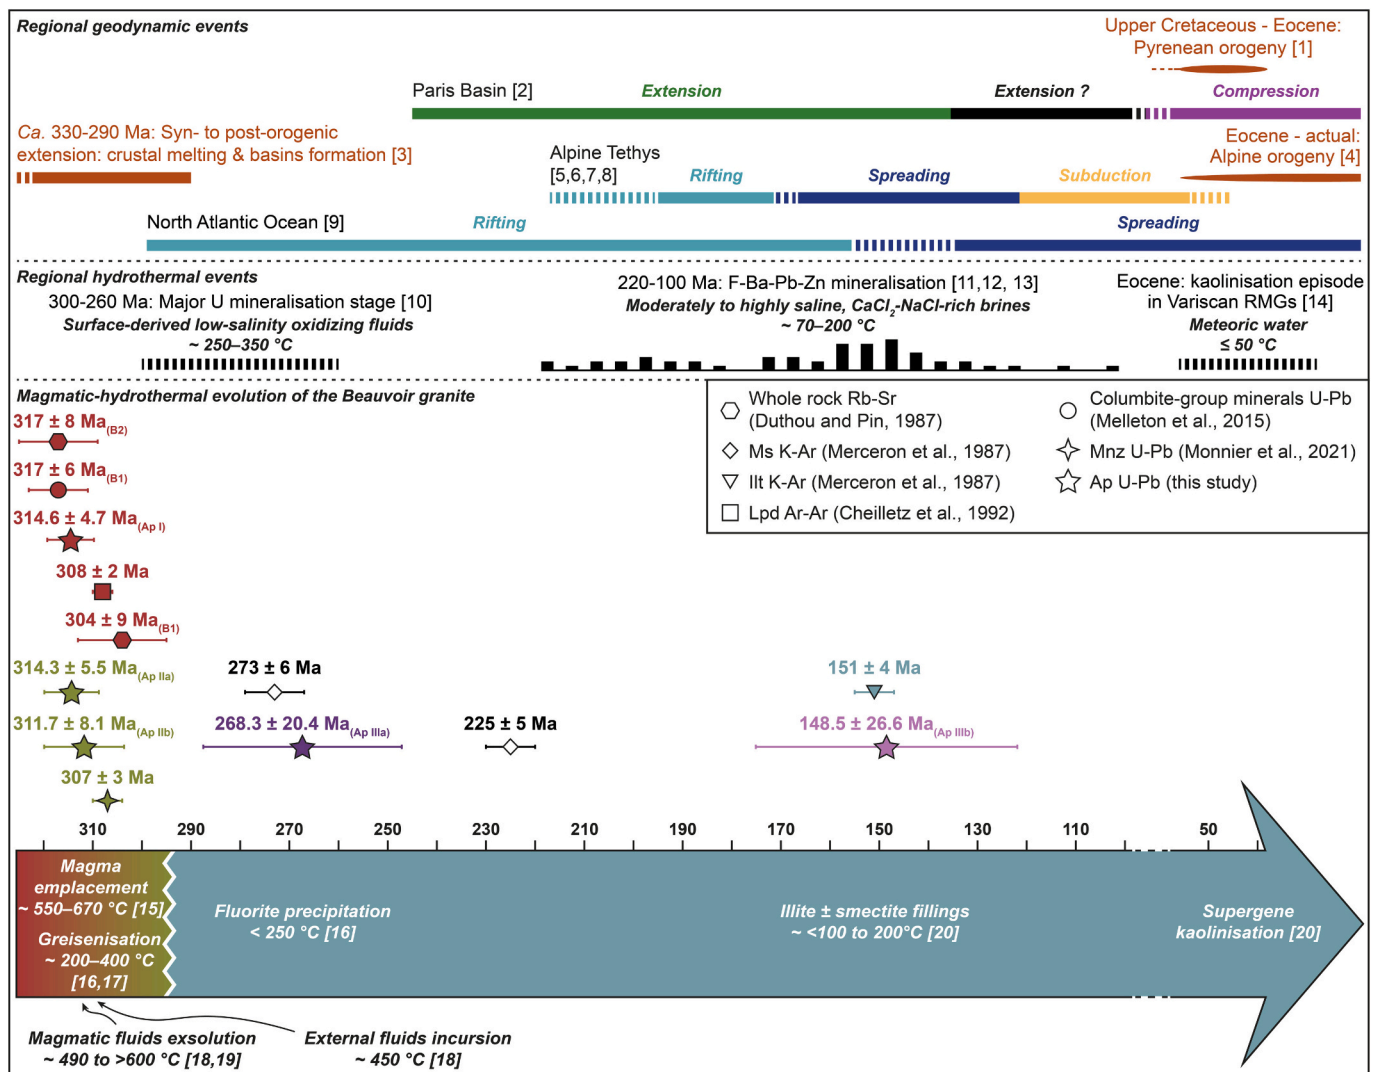 Regional geodynamic events
Upper Cretaceous - Eocene:
Pyrenean orogeny [1]
Paris Basin [2]
Extension
Extension ?
Compression
Ca. 330-290 Ma: Syn- to post-orogenic
extension: crustal melting & basins formation [3]
Eocene - actual:
Alpine orogeny [4]
Alpine Tethys
[5,6,7,8]
Rifting
Spreading
Subduction
North Atlantic Ocean [9]
Rifting
Spreading
Regional hydrothermal events
300-260 Ma: Major U mineralisation stage [10]
Surface-derived low-salinity oxidizing fluids
~ 250–350 °C
220-100 Ma: F-Ba-Pb-Zn mineralisation [11,12, 13]
Moderately to highly saline, CaCl2-NaCl-rich brines
~ 70–200 °C
Eocene: kaolinisation episode
in Variscan RMGs [14]
Meteoric water
≤ 50 °C
Magmatic-hydrothermal evolution of the Beauvoir granite
Whole rock Rb-Sr
(Duthou and Pin, 1987)
Ms K-Ar (Merceron et al., 1987)
Ilt K-Ar (Merceron et al., 1987)
Lpd Ar-Ar (Cheilletz et al., 1992)
Columbite-group minerals U-Pb
(Melleton et al., 2015)
Mnz U-Pb (Monnier et al., 2021)
Ap U-Pb (this study)
317 ± 8 Ma(B2)
317 ± 6 Ma(B1)
314.6 ± 4.7 Ma(Ap I)
308 ± 2 Ma
304 ± 9 Ma(B1)
314.3 ± 5.5 Ma(Ap IIa)
273 ± 6 Ma
151 ± 4 Ma
311.7 ± 8.1 Ma(Ap IIb)
268.3 ± 20.4 Ma(Ap IIIa)
225 ± 5 Ma
148.5 ± 26.6 Ma(Ap IIIb)
307 ± 3 Ma
310 290 270 250 230 210 190 170 150 130 110 50
Magma
emplacement
~ 550–670 °C [15]
Greisenisation
~ 200–400 °C
[16,17]
Fluorite precipitation
< 250 °C [16]
Illite ± smectite fillings
~ <100 to 200°C [20]
Supergene
kaolinisation [20]
Magmatic fluids exsolution
~ 490 to >600 °C [18,19]
External fluids incursion
~ 450 °C [18]